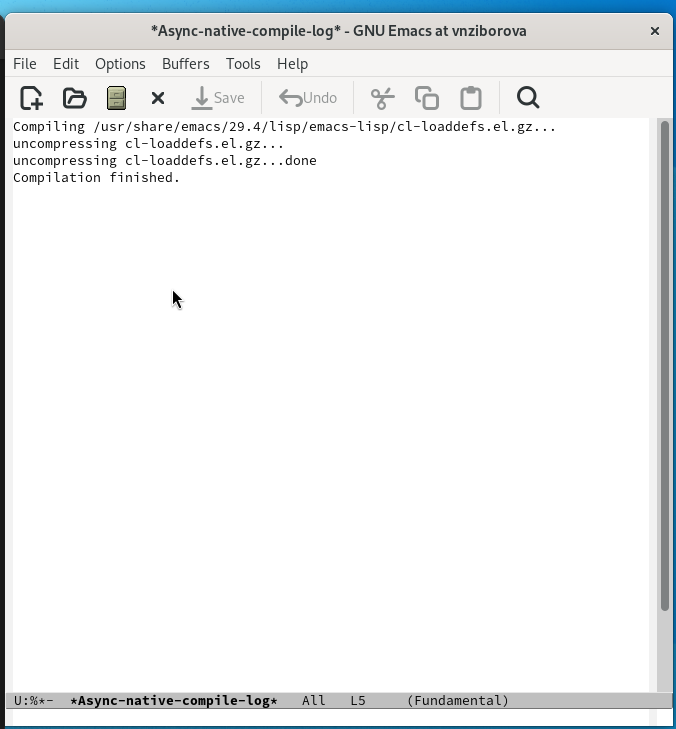 *Async-native-compile-log* - GNU Emacs at vnziborova
File Edit Options Buffers Tools Help
Save Undo
Compiling /usr/share/emacs/29.4/lisp/emacs-lisp/cl-loaddefs.el.gz...
uncompressing cl-loaddefs.el.gz...
uncompressing cl-loaddefs.el.gz...done
Compilation finished.
U:%*- *Async-native-compile-log* All L5 (Fundamental)